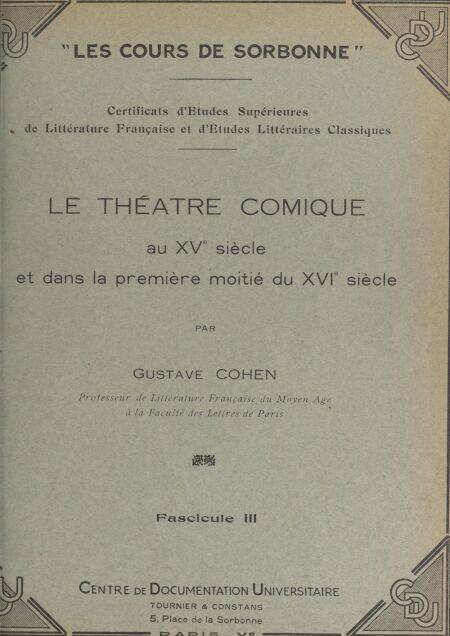 "LES COURS DE SORBONNE"
Certificats d'Etudes Supérieures
de Littérature Française et d'Etudes Littéraires Classiques
LE THÉATRE COMIQUE
au XVe siècle
et dans la première moitié du XVIe siècle
PAR
GUSTAVE COHEN
Professeur de Littérature Française du Moyen Age
à la Faculté des Lettres de Paris
Fascicule III
CENTRE DE DOCUMENTATION UNIVERSITAIRE
TOURNIER & CONSTANS
5, Place de la Sorbonne
PARIS - Ve